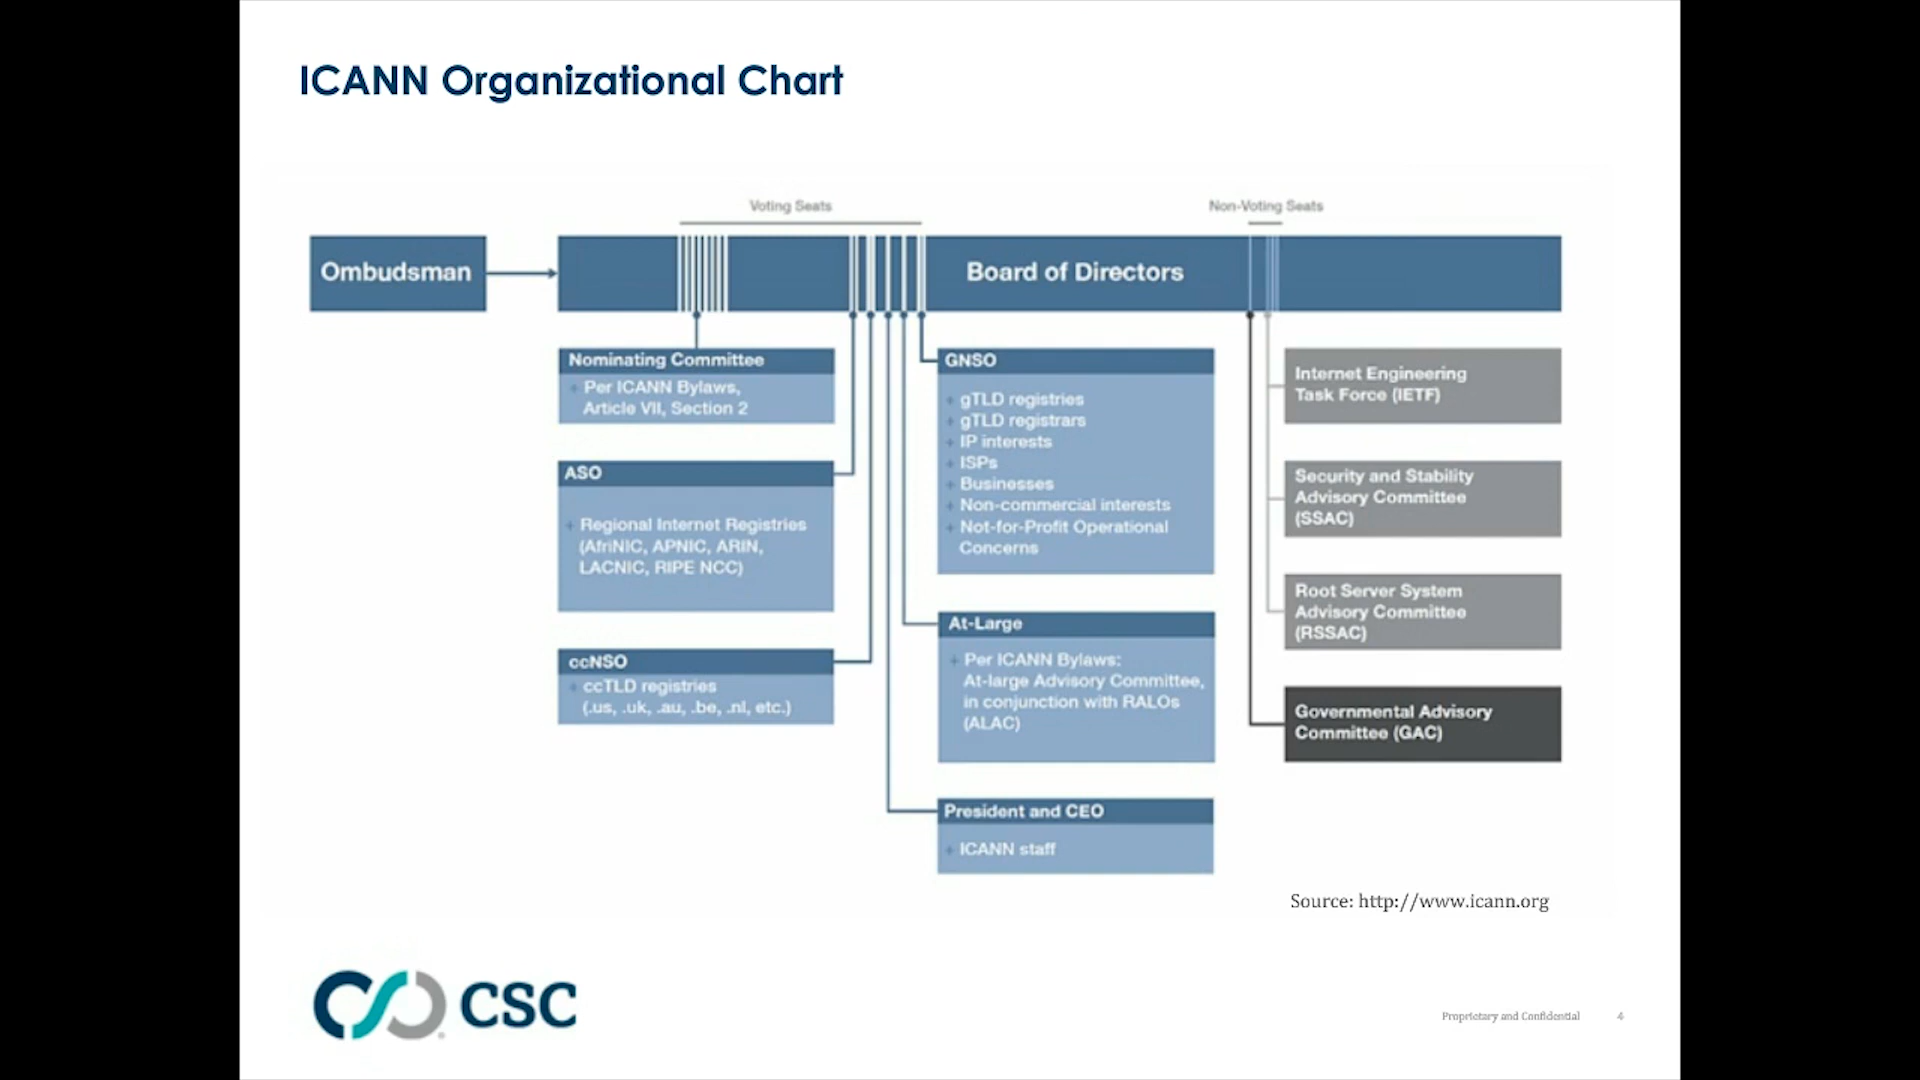 ICANN Organizational Chart
Voting Seats
Non-Voting Seats
Ombudsman
Board of Directors
Nominating Committee
+ Per ICANN Bylaws,
Article VII, Section 2
ASO
+ Regional Internet Registries
(AfriNIC, APNIC, ARIN,
LACNIC, RIPE NCC)
ccNSO
+ ccTLD registries
(.us, .uk, .au, .be, .nl, etc.)
GNSO
+ gTLD registries
+ gTLD registrars
+ IP interests
+ ISPs
+ Businesses
+ Non-commercial interests
+ Not-for-Profit Operational
Concerns
At-Large
+ Per ICANN Bylaws:
At-large Advisory Committee,
in conjunction with RALOs
(ALAC)
President and CEO
+ ICANN staff
Internet Engineering
Task Force (IETF)
Security and Stability
Advisory Committee
(SSAC)
Root Server System
Advisory Committee
(RSSAC)
Governmental Advisory
Committee (GAC)
Source: http://www.icann.org
CSC
Proprietary and Confidential 4